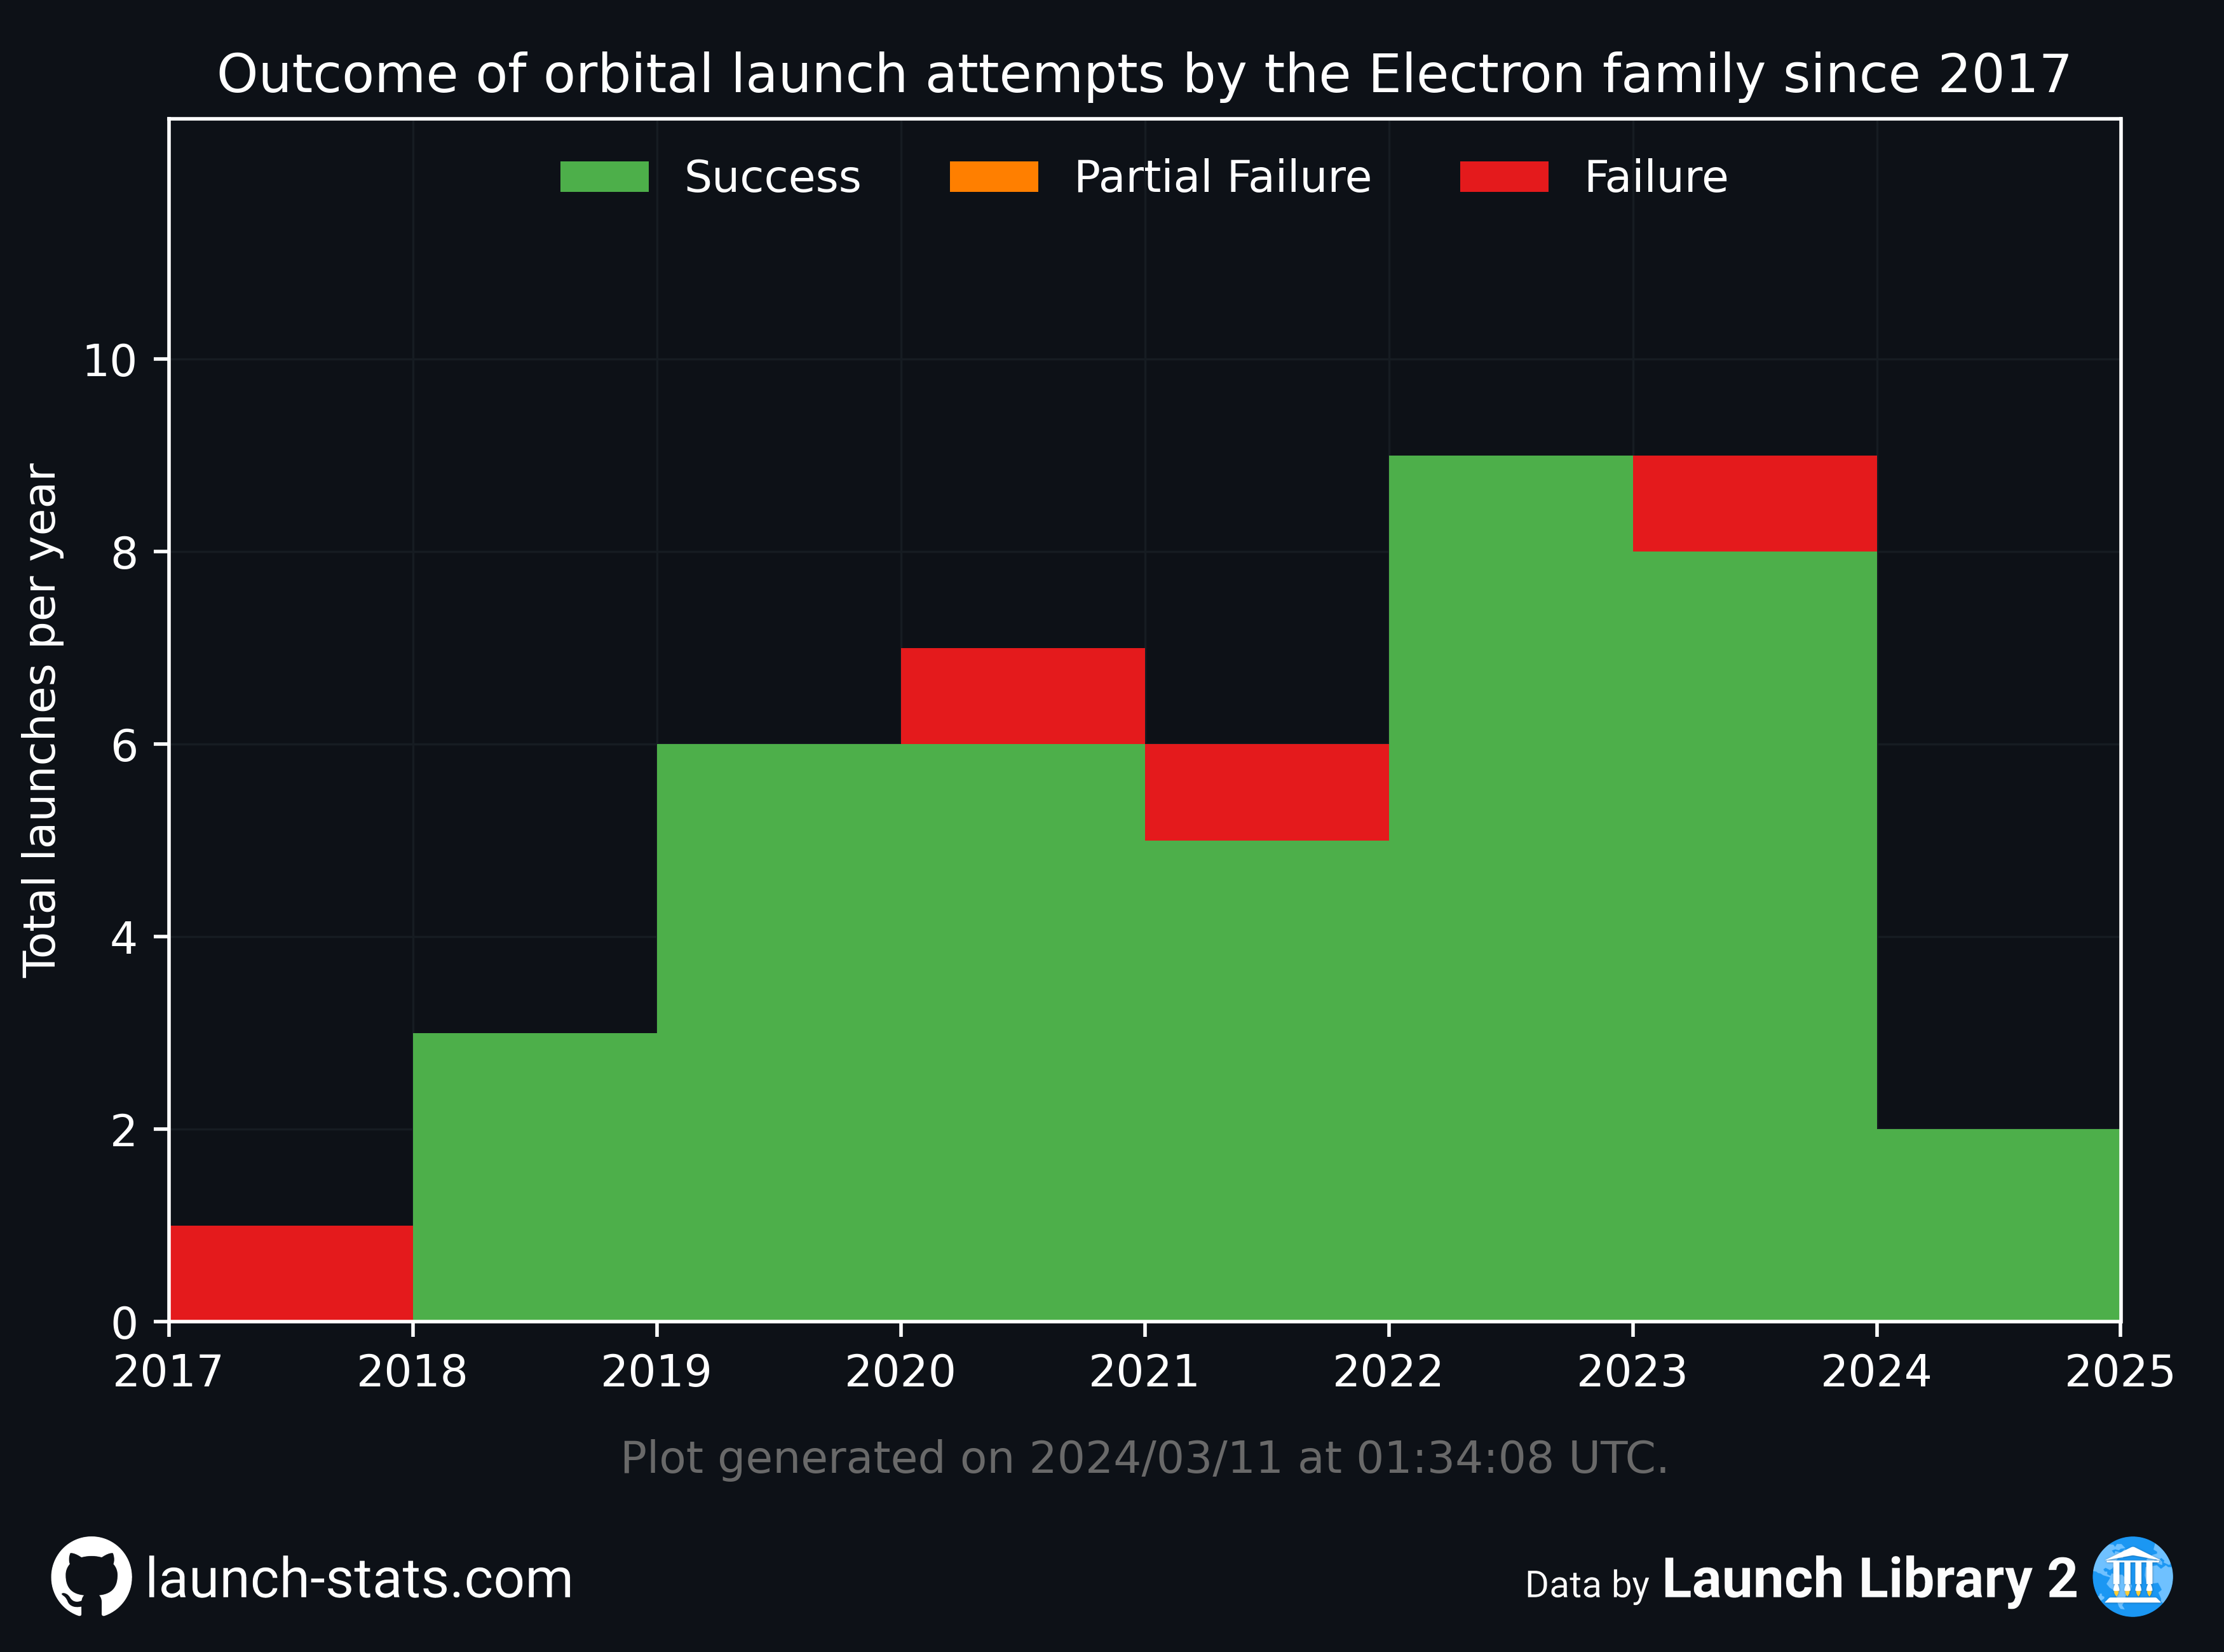 Outcome of orbital launch attempts by the Electron family since 2017
Success Partial Failure Failure
Total launches per year
10
8
6
4
2
0
2017 2018 2019 2020 2021 2022 2023 2024 2025
Plot generated on 2024/03/11 at 01:34:08 UTC.
launch-stats.com
Data by Launch Library 2